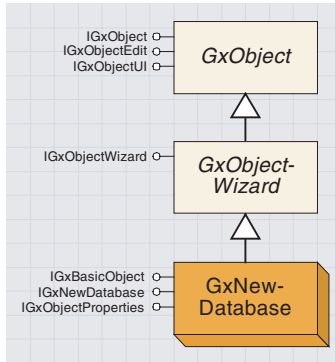 IGxObject
IGxObjectEdit
IGxObjectUI
GxObject
IGxObjectWizard
GxObject-
Wizard
IGxBasicObject
IGxNewDatabase
IGxObjectProperties
GxNew-
Database